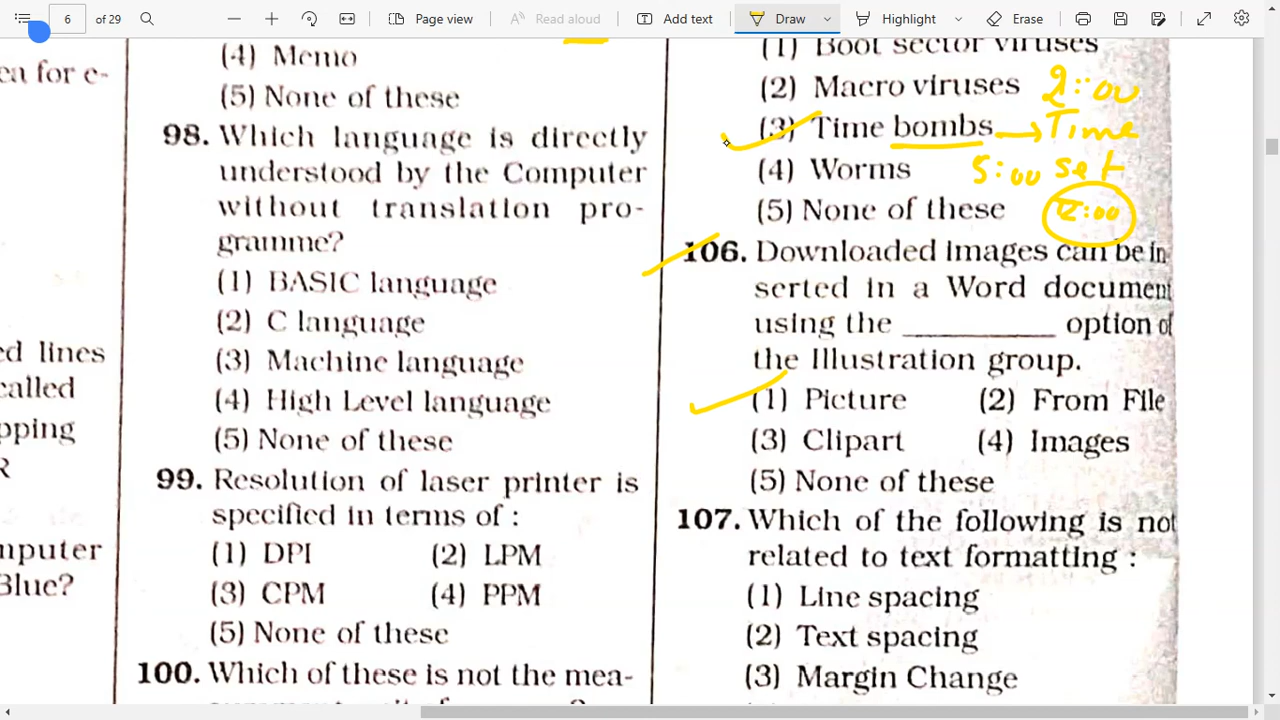 6 of 29 Page view Read aloud Add text Draw Highlight Erase
ea for e-
ed lines
called
pping
R
mputer
Blue?
(4) Memo
(5) None of these
98. Which language is directly
understood by the Computer
without translation pro-
gramme?
(1) BASIC language
(2) C language
(3) Machine language
(4) High Level language
(5) None of these
99. Resolution of laser printer is
specified in terms of :
(1) DPI (2) LPM
(3) CPM (4) PPM
(5) None of these
100. Which of these is not the mea-
(1) Boot sector viruses
(2) Macro viruses 2:00
(3) Time bombs Time
(4) Worms 5:00 set
(5) None of these 12:00
106. Downloaded images can be in
serted in a Word document
using the ________ option of
the Illustration group.
(1) Picture (2) From File
(3) Clipart (4) Images
(5) None of these
107. Which of the following is not
related to text formatting :
(1) Line spacing
(2) Text spacing
(3) Margin Change